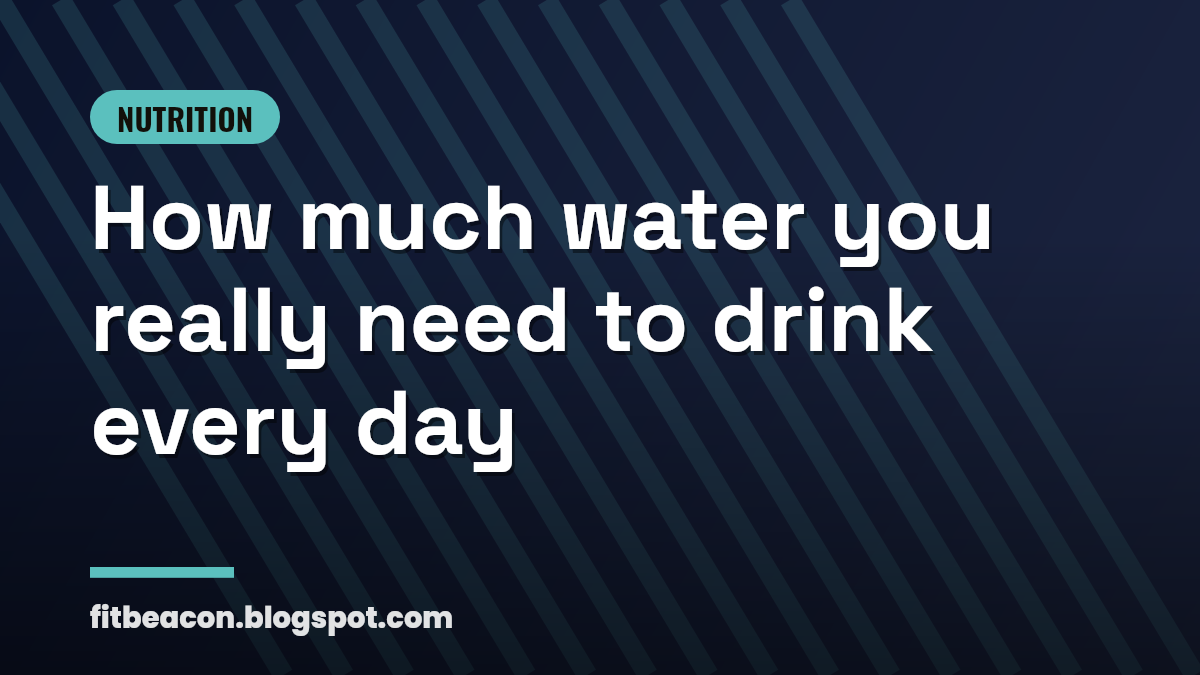 NUTRITION
How much water you
really need to drink
every day
fitbeacon.blogspot.com